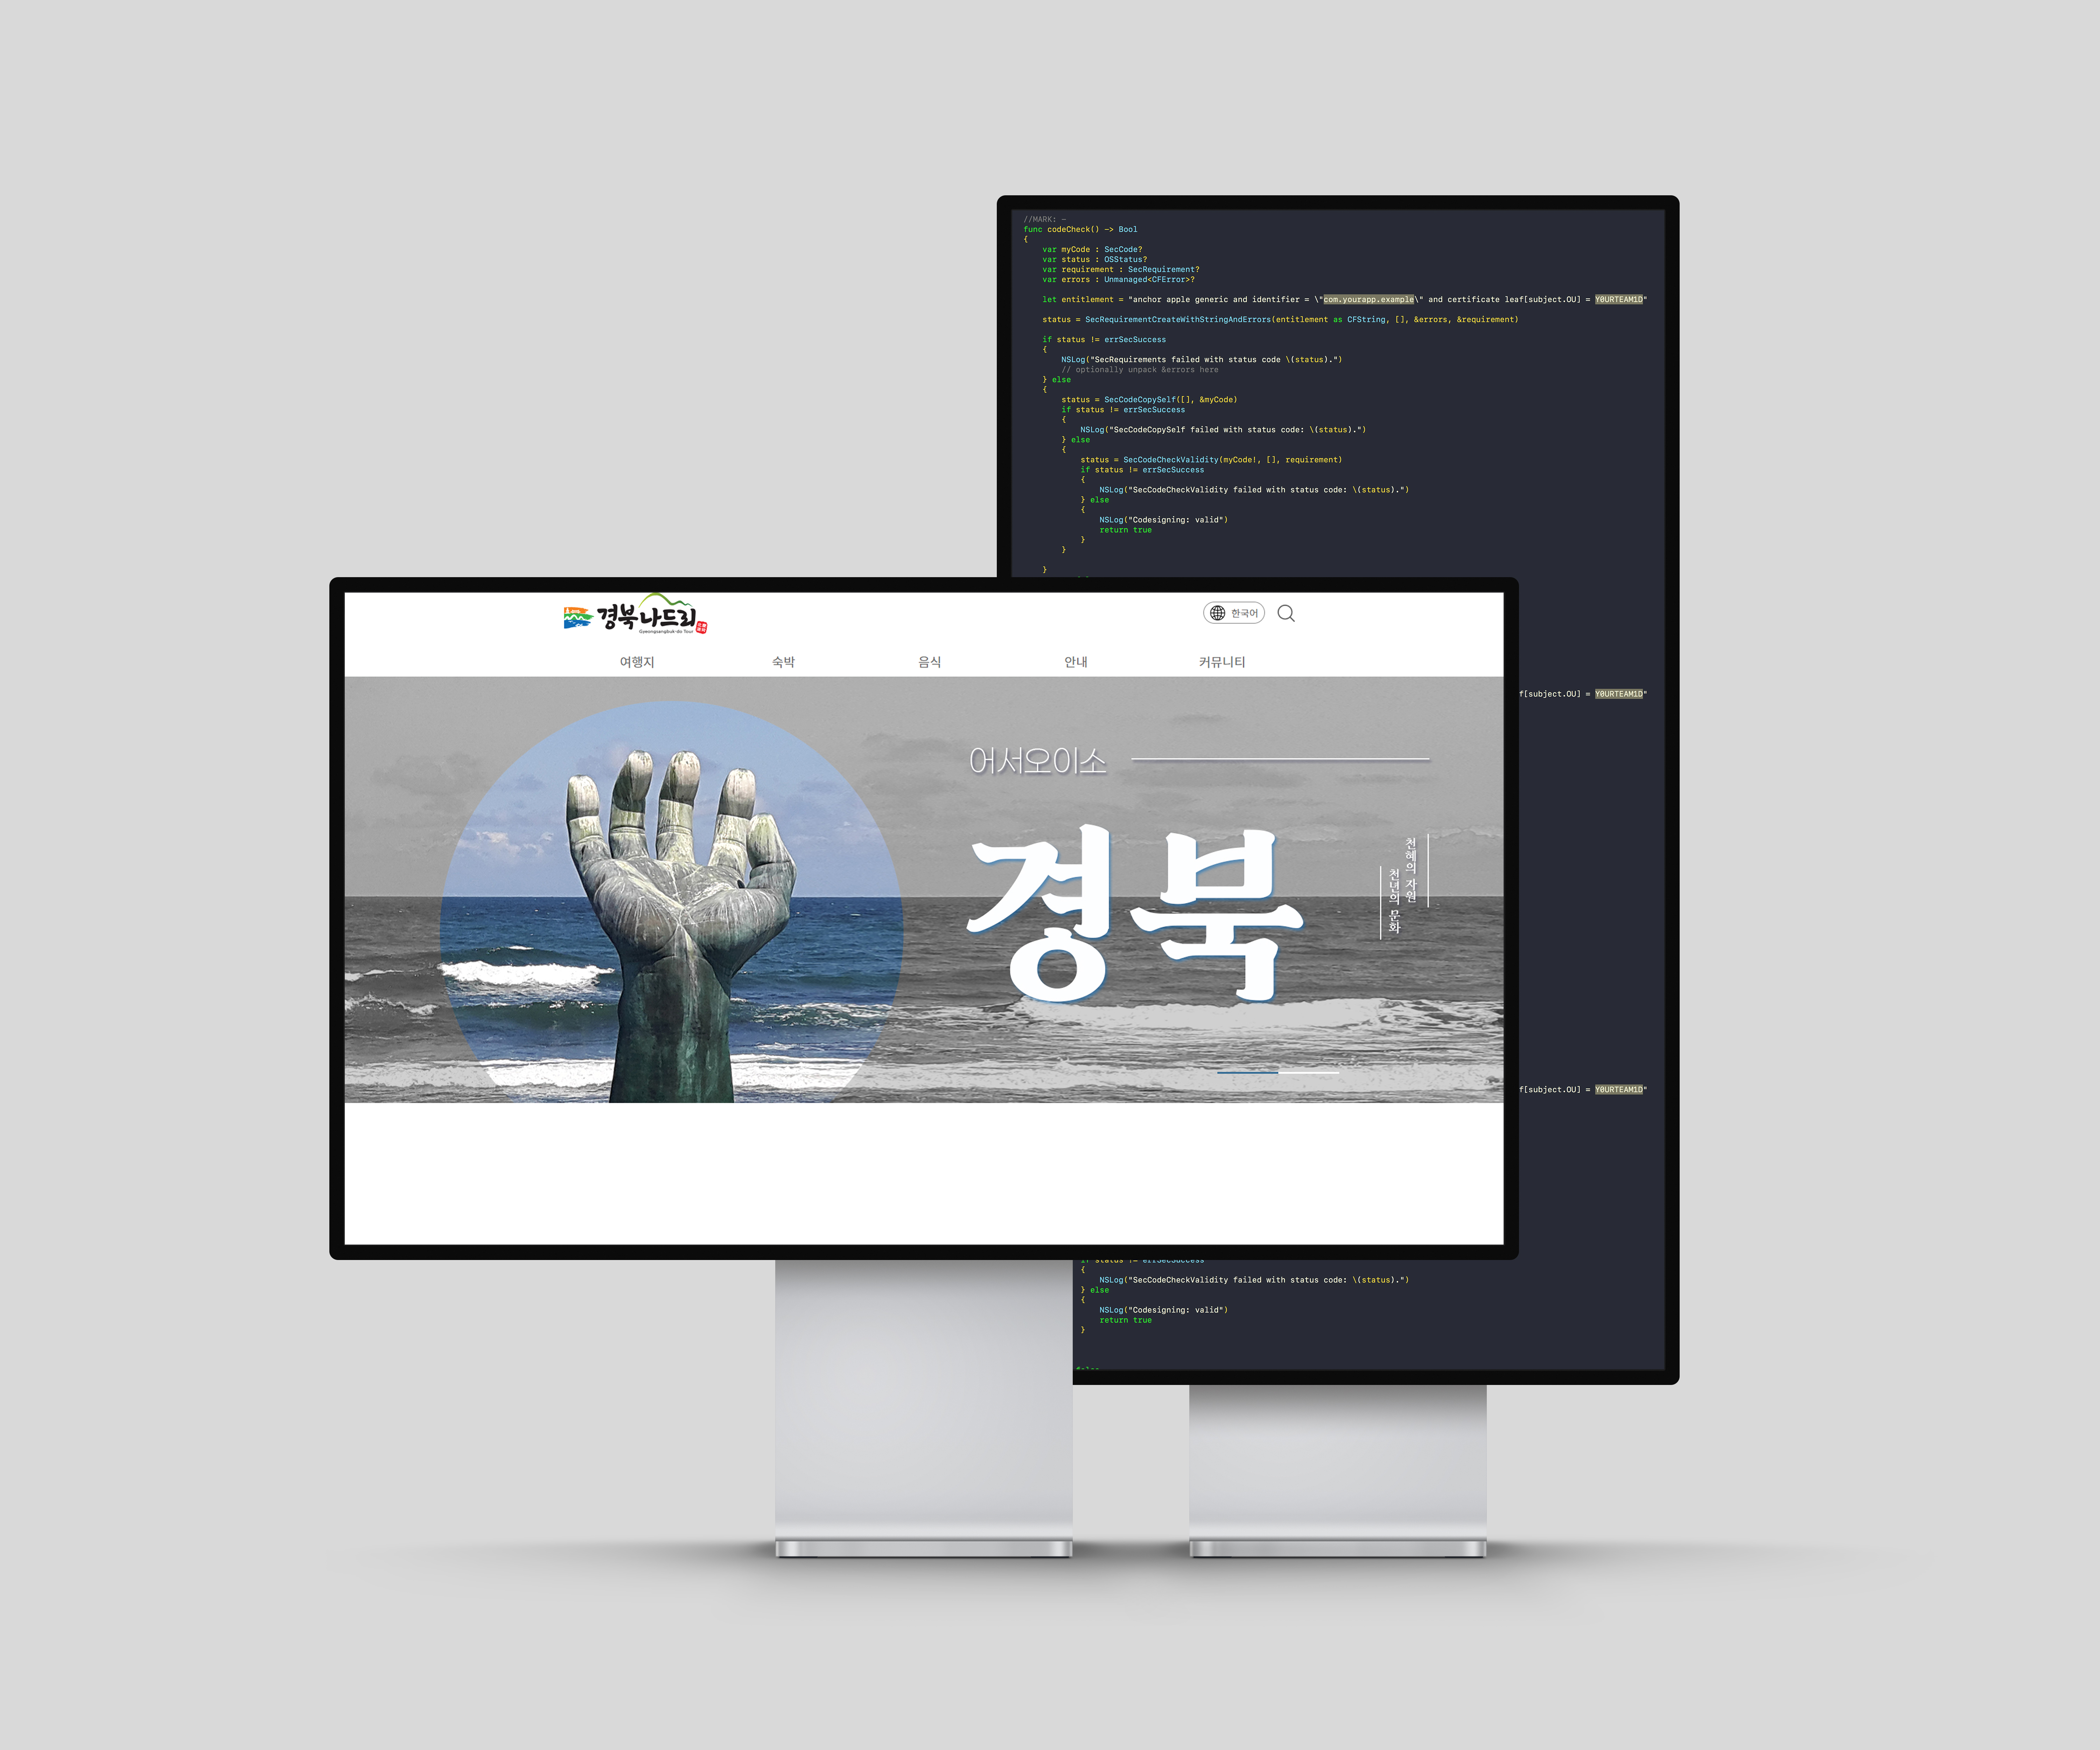 //MARK: -
func codeCheck() -> Bool
{
var myCode : SecCode?
var status : OSStatus?
var requirement : SecRequirement?
var errors : Unmanaged<CFError>?
let entitlement = "anchor apple generic and identifier = \"com.yourapp.example\" and certificate leaf[subject.OU] = Y0URTEAM1D"
status = SecRequirementCreateWithStringAndErrors(entitlement as CFString, [], &errors, &requirement)
if status != errSecSuccess
{
NSLog("SecRequirements failed with status code \(status).")
// optionally unpack &errors here
} else
{
status = SecCodeCopySelf([], &myCode)
if status != errSecSuccess
{
NSLog("SecCodeCopySelf failed with status code: \(status).")
} else
{
status = SecCodeCheckValidity(myCode!, [], requirement)
if status != errSecSuccess
{
NSLog("SecCodeCheckValidity failed with status code: \(status).")
} else
{
NSLog("Codesigning: valid")
return true
}
}
}
경북나드리
Gyeongsangbuk-do Tour
한국어
여행지 숙박 음식 안내 커뮤니티
어서오이소
경북
천혜의 자원
천년의 문화
f[subject.OU] = Y0URTEAM1D"
f[subject.OU] = Y0URTEAM1D"
if status != errSecSuccess
{
NSLog("SecCodeCheckValidity failed with status code: \(status).")
} else
{
NSLog("Codesigning: valid")
return true
}